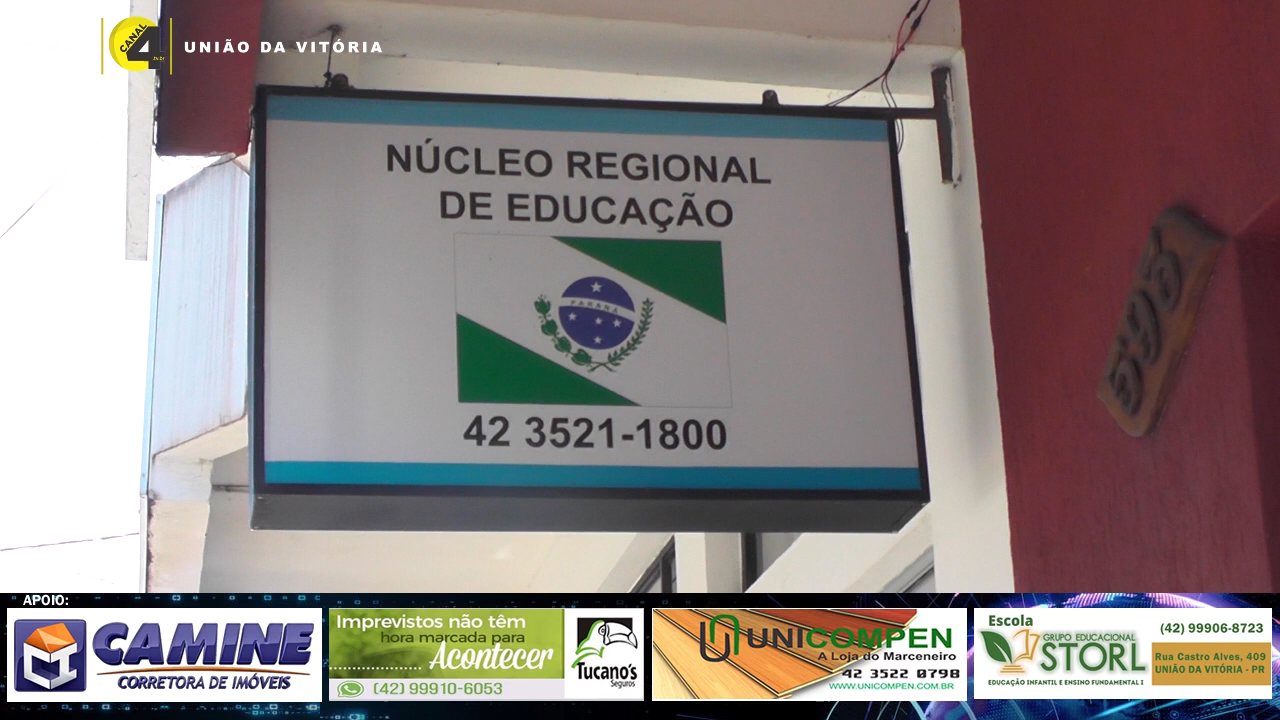 CANAL
4
.tv.br
UNIÃO DA VITÓRIA
NÚCLEO REGIONAL
DE EDUCAÇÃO
PARANÁ
42 3521-1800
595
APOIO:
CAMINE
CORRETORA DE IMÓVEIS
Imprevistos não têm
hora marcada para
Acontecer
(42) 99910-6053
Tucano's
Seguros
UNICOMPEN
A Loja do Marceneiro
42 3522 0798
WWW.UNICOMPEN.COM.BR
Escola
GRUPO EDUCACIONAL
STORL
EDUCAÇÃO INFANTIL E ENSINO FUNDAMENTAL I
(42) 99906-8723
Rua Castro Alves, 409
UNIÃO DA VITÓRIA - PR